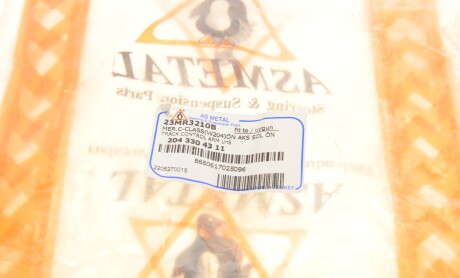 ASMETAL
Steering & Suspension Parts
AS METAL
23MR3210B fit to / uygun
MER.C-CLASS(W204)ÖN AKS SOL ÖN
TRACK CONTROL ARM LHS
204 330 43 11
8680617025096
ASMETAL